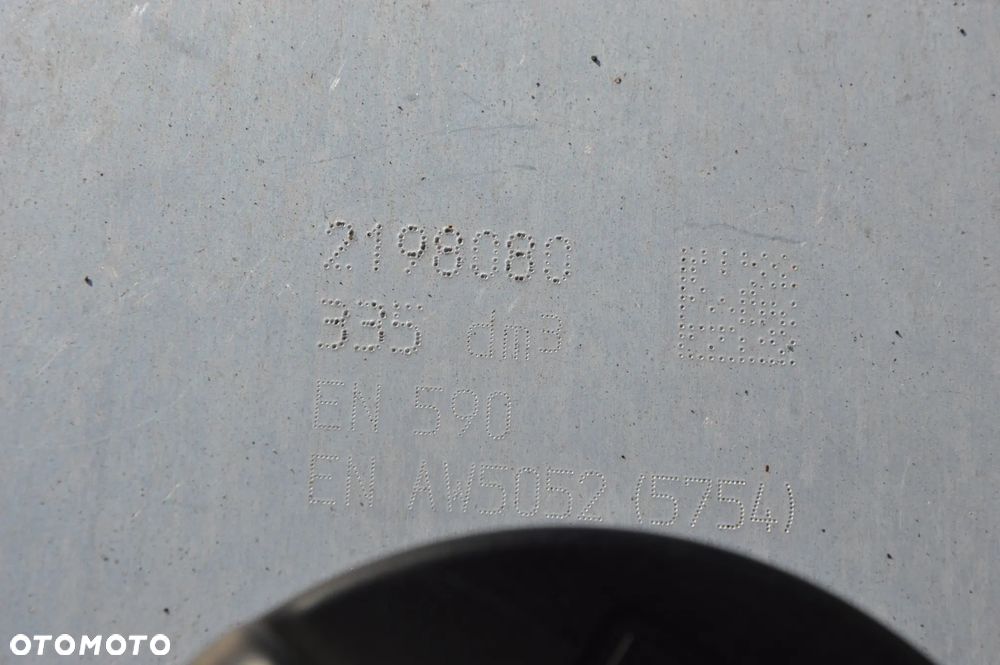 2198080
335 dm3
EN 590
EN AW5052 (5754)
OTOMOTO